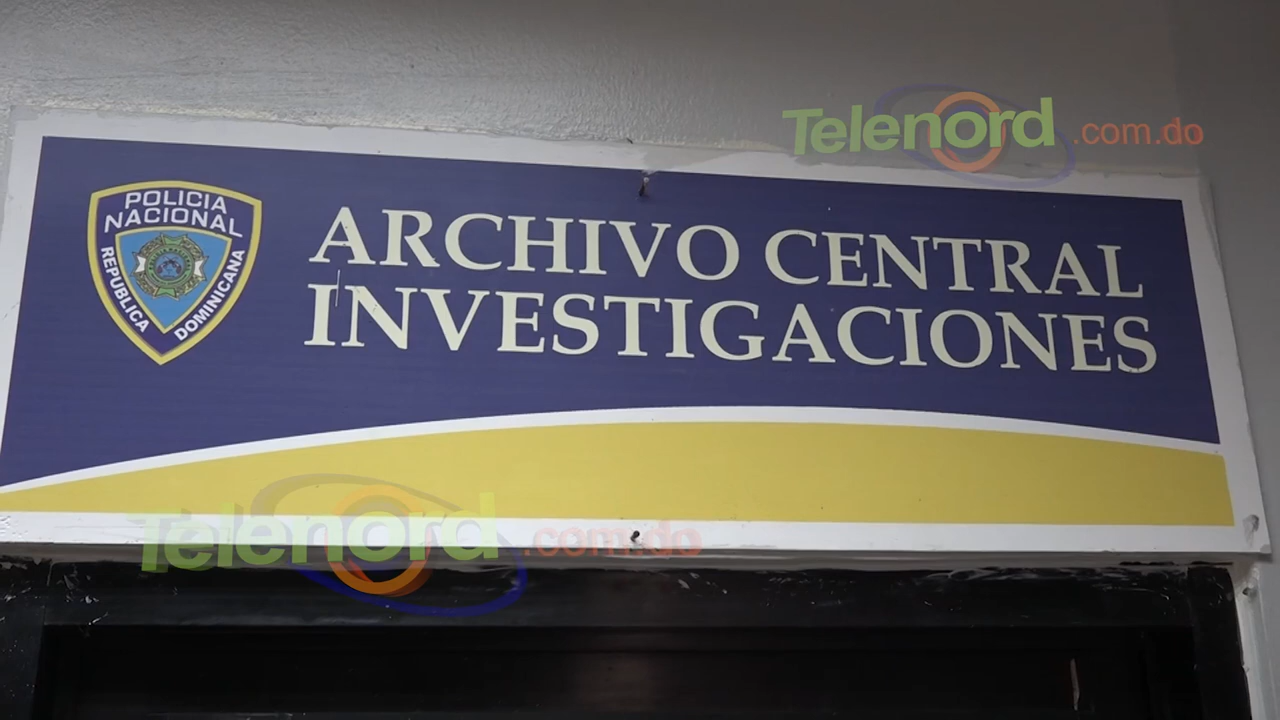 Telenord.com.do
POLICIA
NACIONAL
REPUBLICA
DOMINICANA
ARCHIVO CENTRAL
INVESTIGACIONES
Telenord.com.do